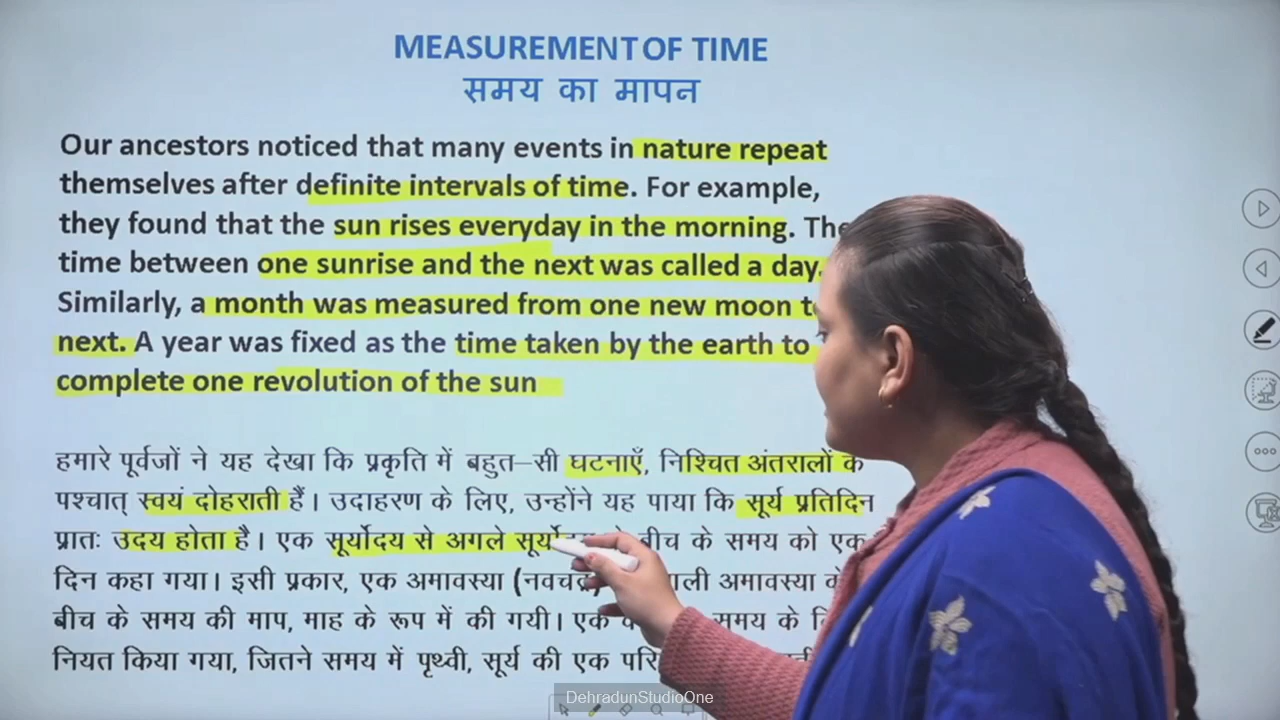 MEASUREMENT OF TIME
समय का मापन
Our ancestors noticed that many events in nature repeat
themselves after definite intervals of time. For example,
they found that the sun rises everyday in the morning. The
time between one sunrise and the next was called a day.
Similarly, a month was measured from one new moon to
next. A year was fixed as the time taken by the earth to
complete one revolution of the sun
हमारे पूर्वजों ने यह देखा कि प्रकृति में बहुत–सी घटनाएँ, निश्चित अंतरालों के
पश्चात् स्वयं दोहराती हैं। उदाहरण के लिए, उन्होंने यह पाया कि सूर्य प्रतिदिन
प्रातः उदय होता है। एक सूर्योदय से अगले बीच के समय को एक
दिन कहा गया। इसी प्रकार, एक अमावस्या अमावस्या
बीच के समय की माप, माह के रूप में की गयी। एक समय के
नियत किया गया, जितने समय में पृथ्वी, सूर्य की एक
DehradunStudioOne